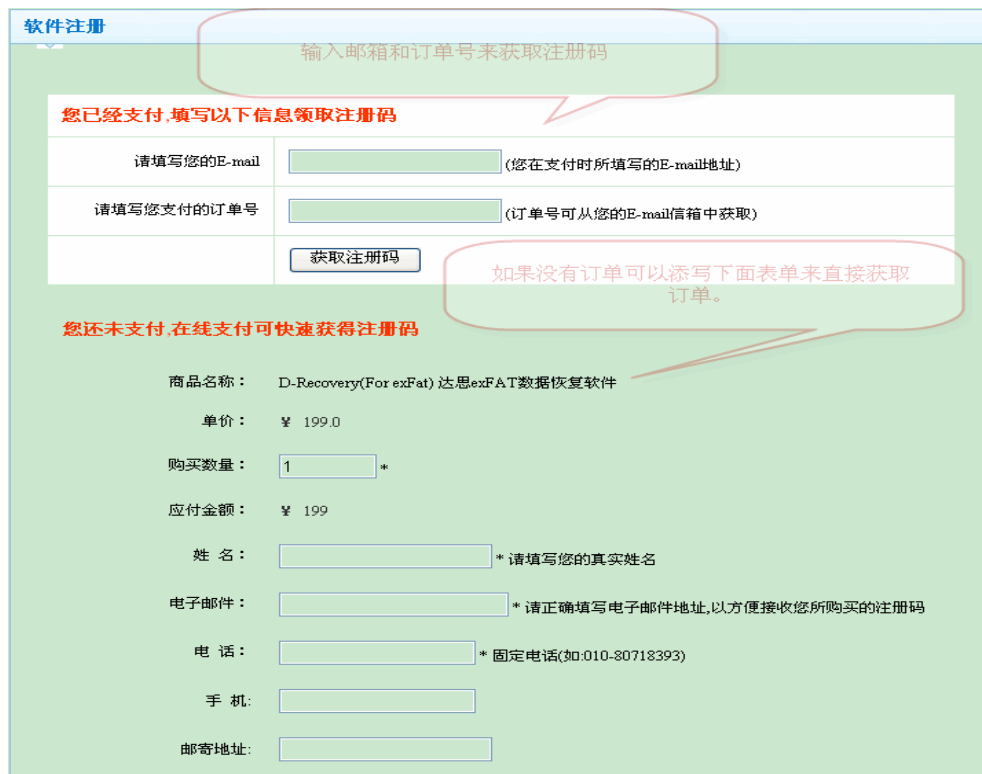 软件注册
输入邮箱和订单号来获取注册码
您已经支付,填写以下信息领取注册码
请填写您的E-mail (您在支付时所填写的E-mail地址)
请填写您支付的订单号 (订单号可从您的E-mail信箱中获取)
获取注册码
如果没有订单可以添写下面表单来直接获取
订单。
您还未支付,在线支付可快速获得注册码
商品名称： D-Recovery(For exFat) 达思exFAT数据恢复软件
单价： ¥ 199.0
购买数量： 1 *
应付金额： ¥ 199
姓 名： * 请填写您的真实姓名
电子邮件： * 请正确填写电子邮件地址,以方便接收您所购买的注册码
电 话： * 固定电话(如:010-80718393)
手 机:
邮寄地址: